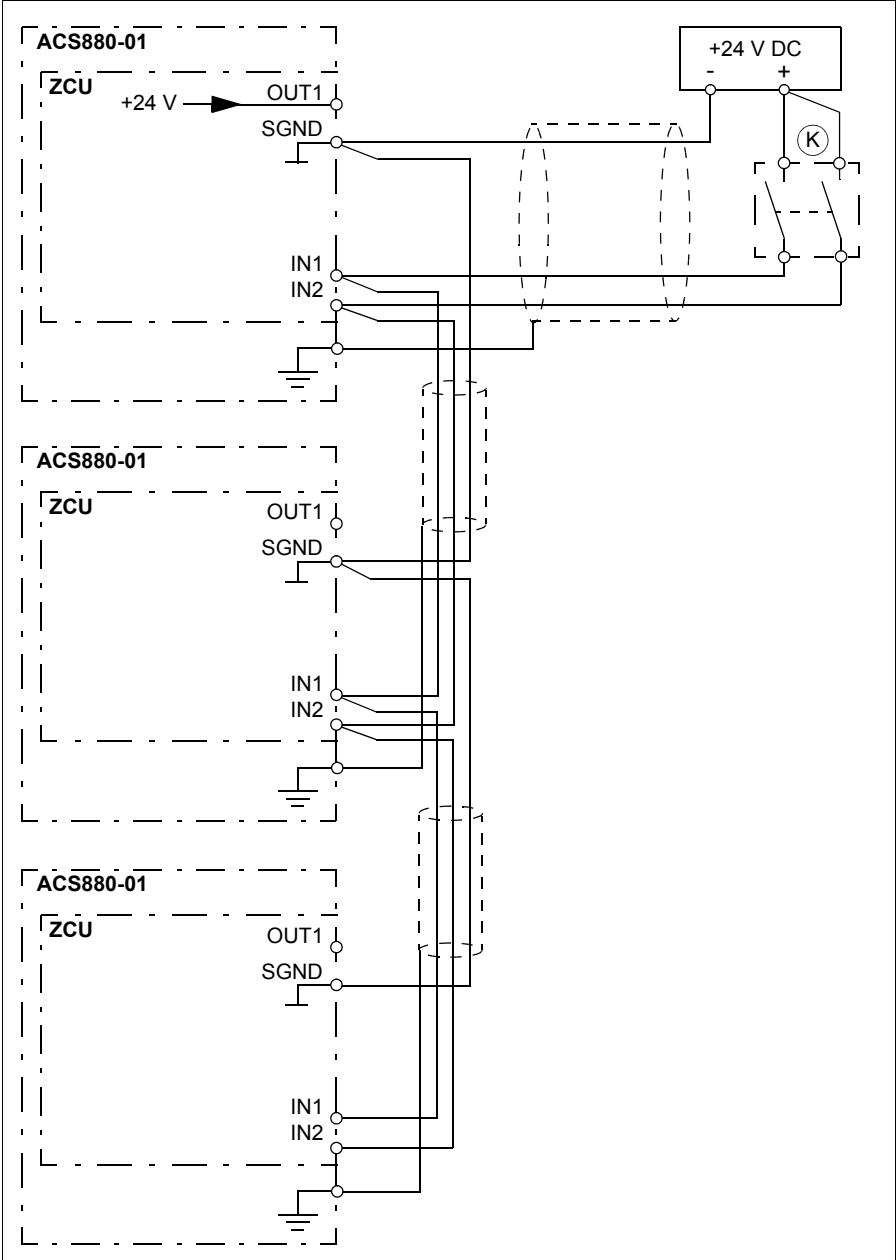 ACS880-01
ZCU
+24 V
OUT1
SGND
IN1
IN2
+24 V DC
- +
K
ACS880-01
ZCU
OUT1
SGND
IN1
IN2
ACS880-01
ZCU
OUT1
SGND
IN1
IN2